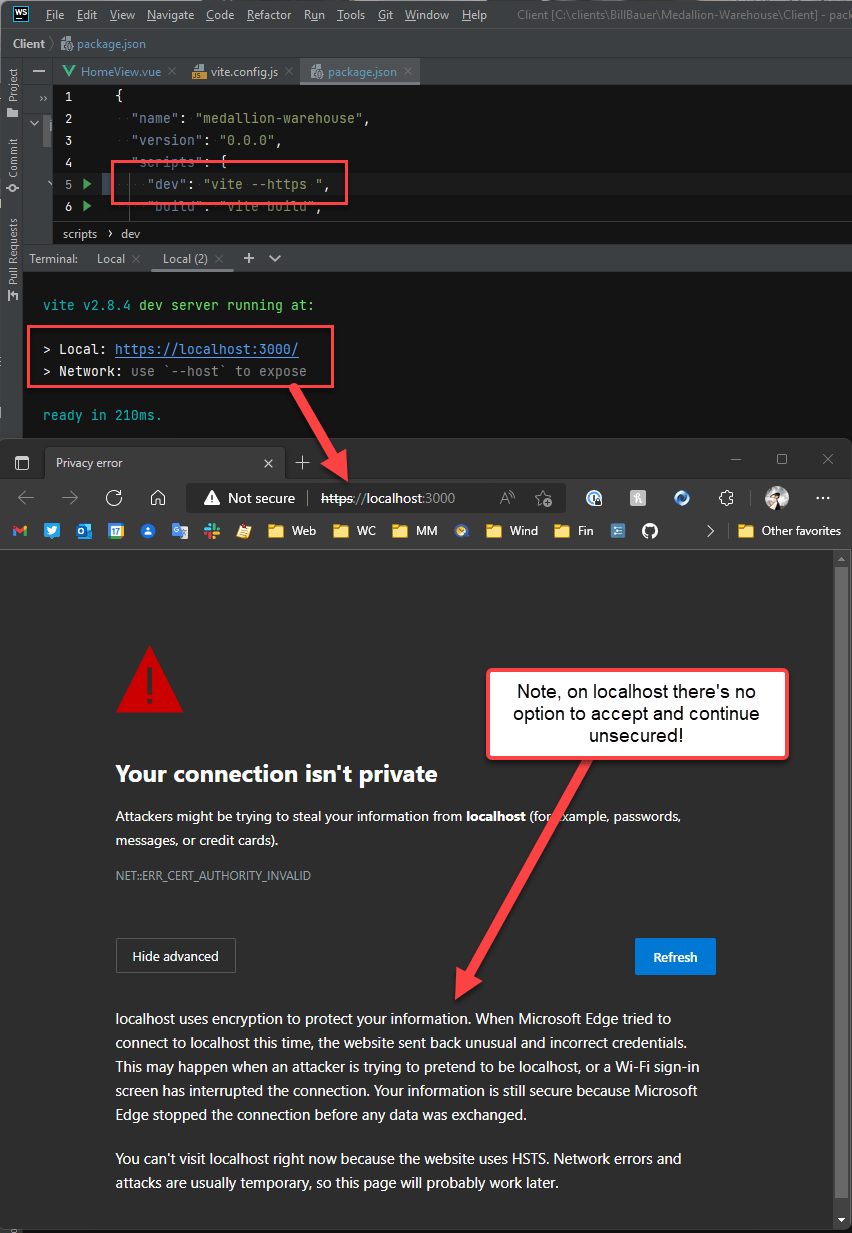 WS File Edit View Navigate Code Refactor Run Tools Git Window Help Client [C:\clients\BillBauer\Medallion-Warehouse\Client] - pack
Client package.json
Project
Commit
Pull Requests
HomeView.vue vite.config.js package.json
1 {
2 "name": "medallion-warehouse",
3 "version": "0.0.0",
4 "scripts": {
5 "dev": "vite --https ",
6 "build": "vite build",
scripts › dev
Terminal: Local Local (2)
vite v2.8.4 dev server running at:
> Local: https://localhost:3000/
> Network: use `--host` to expose
ready in 210ms.
Privacy error
Not secure https://localhost:3000
17 Web WC MM Wind Fin Other favorites
Note, on localhost there's no
option to accept and continue
unsecured!
Your connection isn't private
Attackers might be trying to steal your information from localhost (for example, passwords,
messages, or credit cards).
NET::ERR_CERT_AUTHORITY_INVALID
Hide advanced Refresh
localhost uses encryption to protect your information. When Microsoft Edge tried to
connect to localhost this time, the website sent back unusual and incorrect credentials.
This may happen when an attacker is trying to pretend to be localhost, or a Wi-Fi sign-in
screen has interrupted the connection. Your information is still secure because Microsoft
Edge stopped the connection before any data was exchanged.
You can't visit localhost right now because the website uses HSTS. Network errors and
attacks are usually temporary, so this page will probably work later.